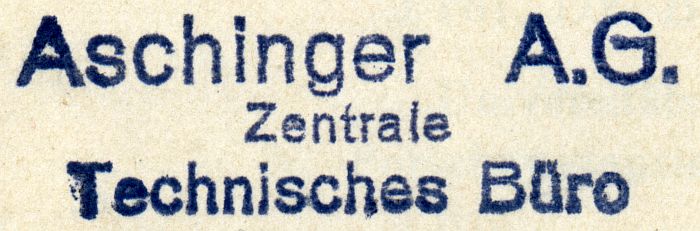 Aschinger A.G.
Zentrale
Technisches Büro